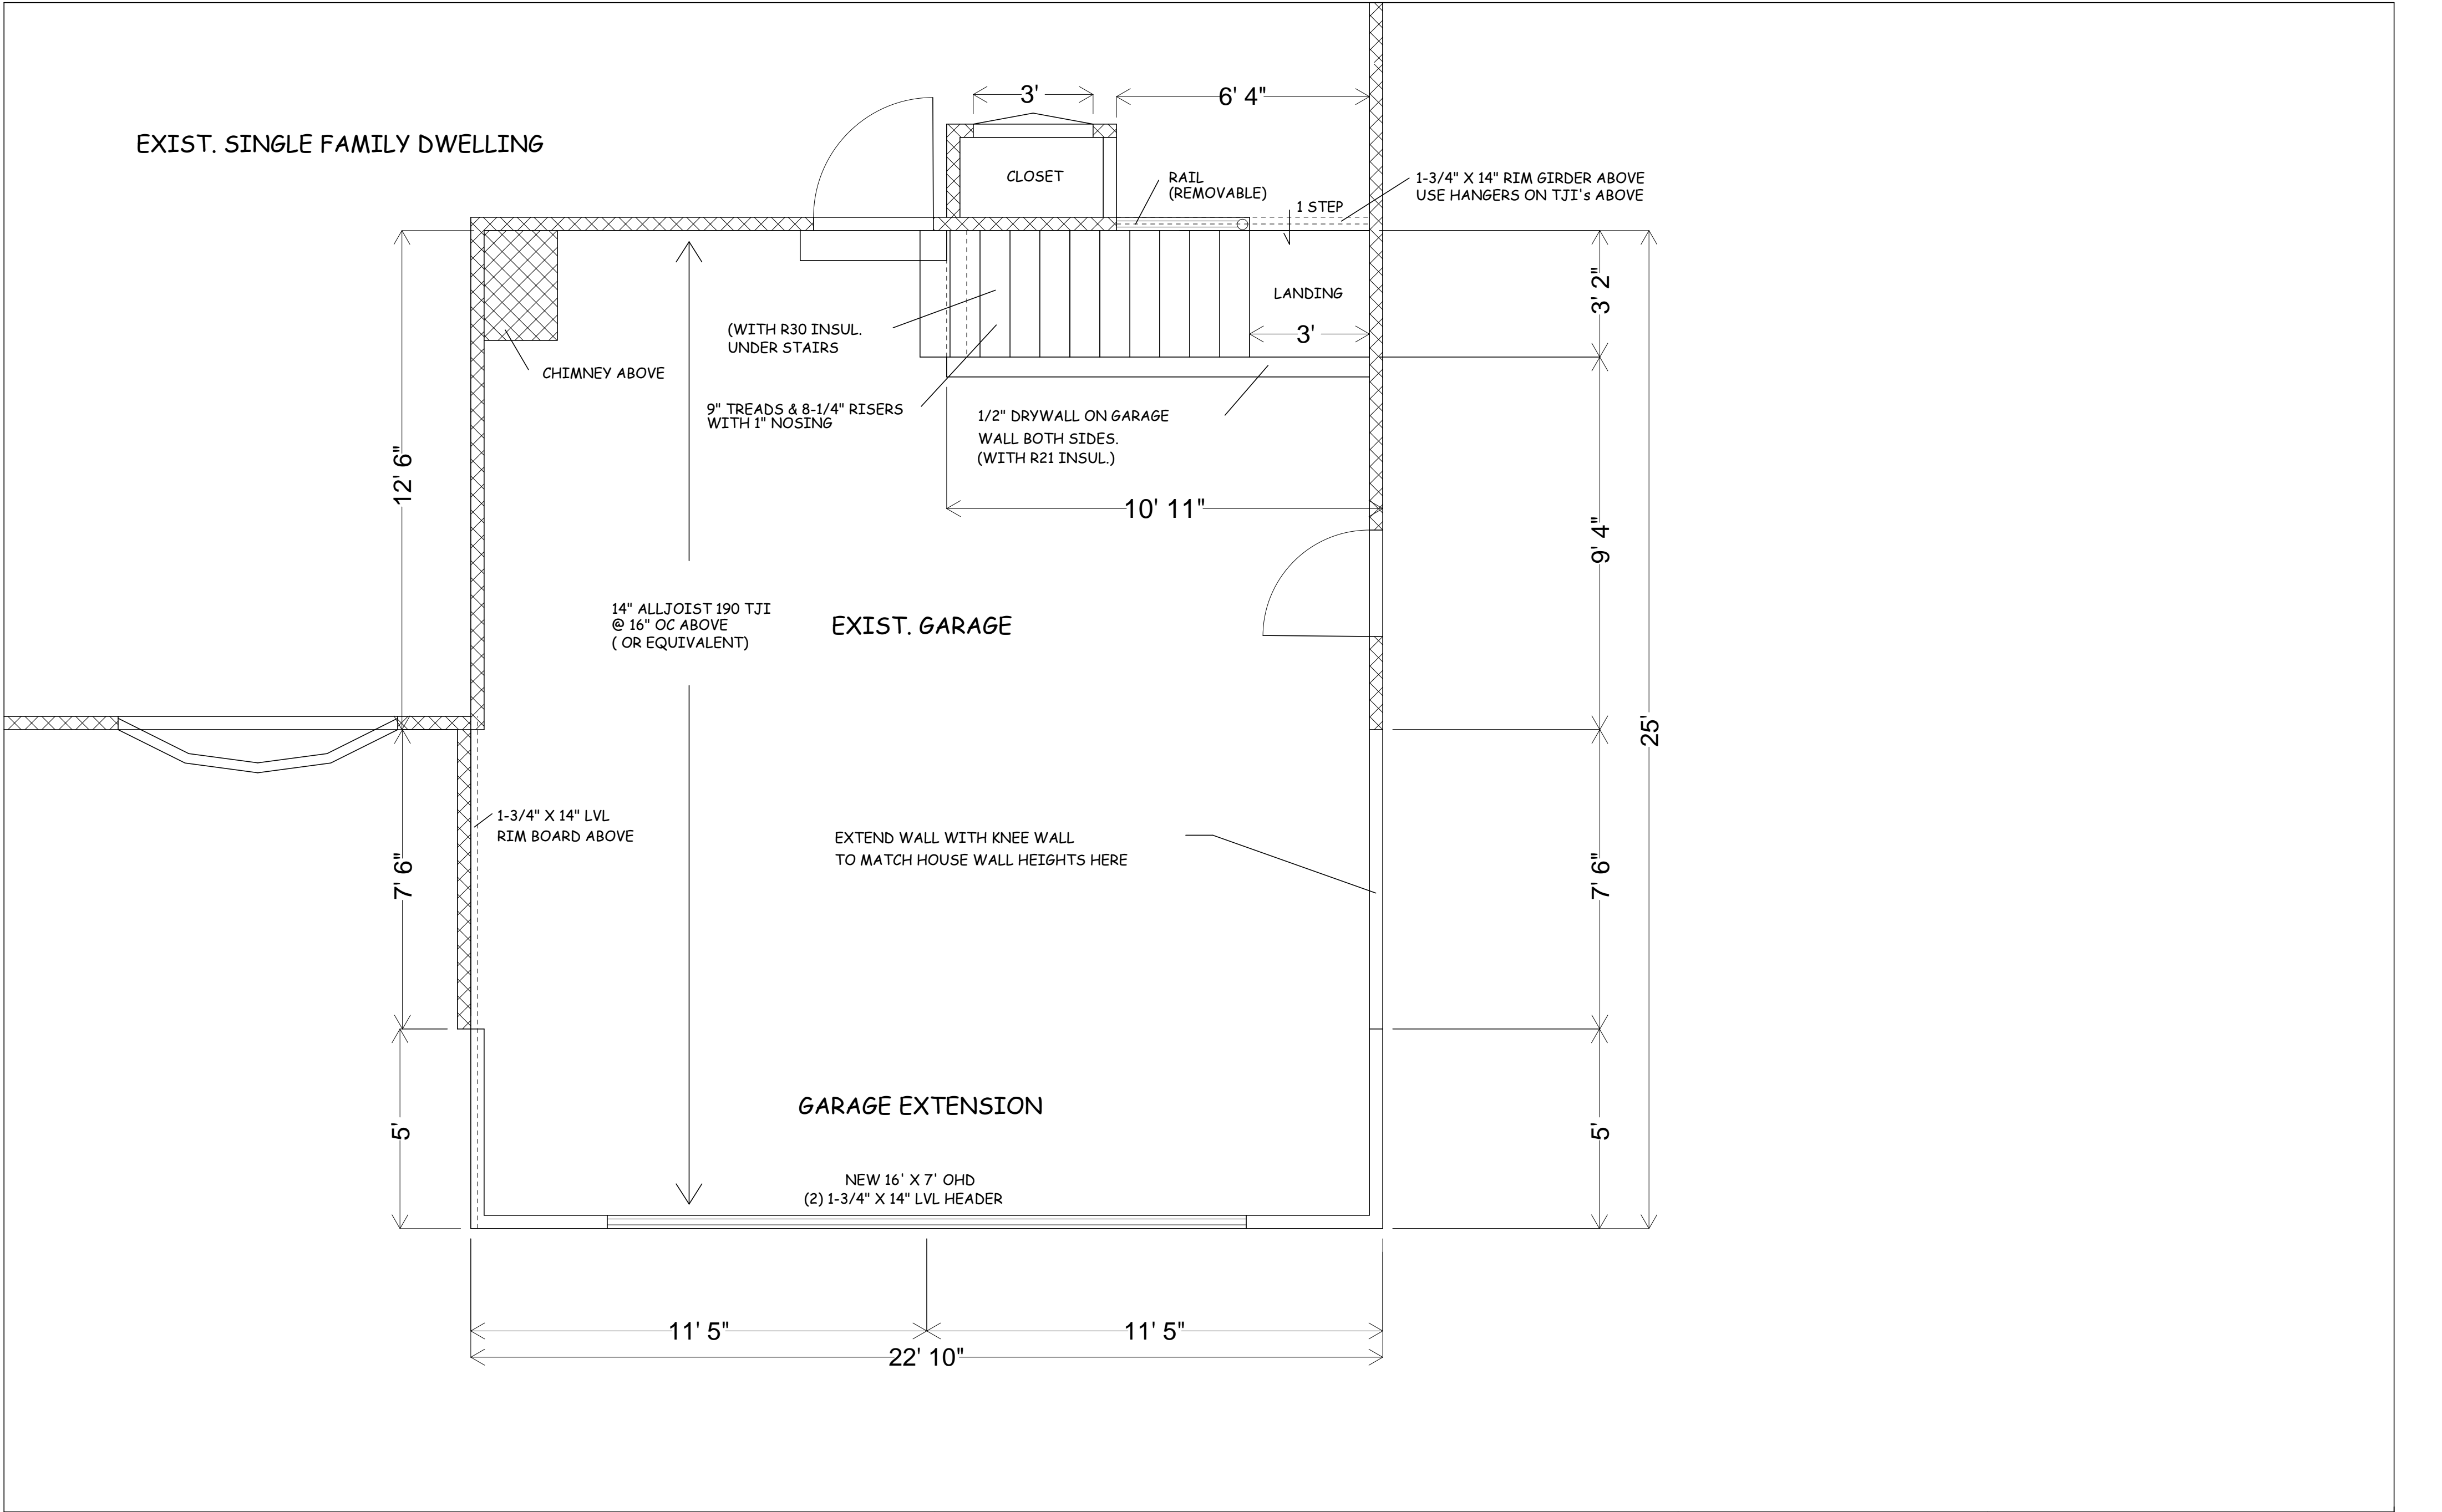 3'
6' 4"
EXIST. SINGLE FAMILY DWELLING
CLOSET
RAIL
(REMOVABLE)
1-3/4" X 14" RIM GIRDER ABOVE
USE HANGERS ON TJI's ABOVE
1 STEP
LANDING
3' 2"
3'
(WITH R30 INSUL.
UNDER STAIRS
CHIMNEY ABOVE
9" TREADS & 8-1/4" RISERS
WITH 1" NOSING
1/2" DRYWALL ON GARAGE
WALL BOTH SIDES.
(WITH R21 INSUL.)
12' 6"
10' 11"
9' 4"
14" ALLJOIST 190 TJI
@ 16" OC ABOVE
( OR EQUIVALENT)
EXIST. GARAGE
25'
1-3/4" X 14" LVL
RIM BOARD ABOVE
EXTEND WALL WITH KNEE WALL
TO MATCH HOUSE WALL HEIGHTS HERE
7' 6"
7' 6"
GARAGE EXTENSION
5'
5'
NEW 16' X 7' OHD
(2) 1-3/4" X 14" LVL HEADER
11' 5"
11' 5"
22' 10"